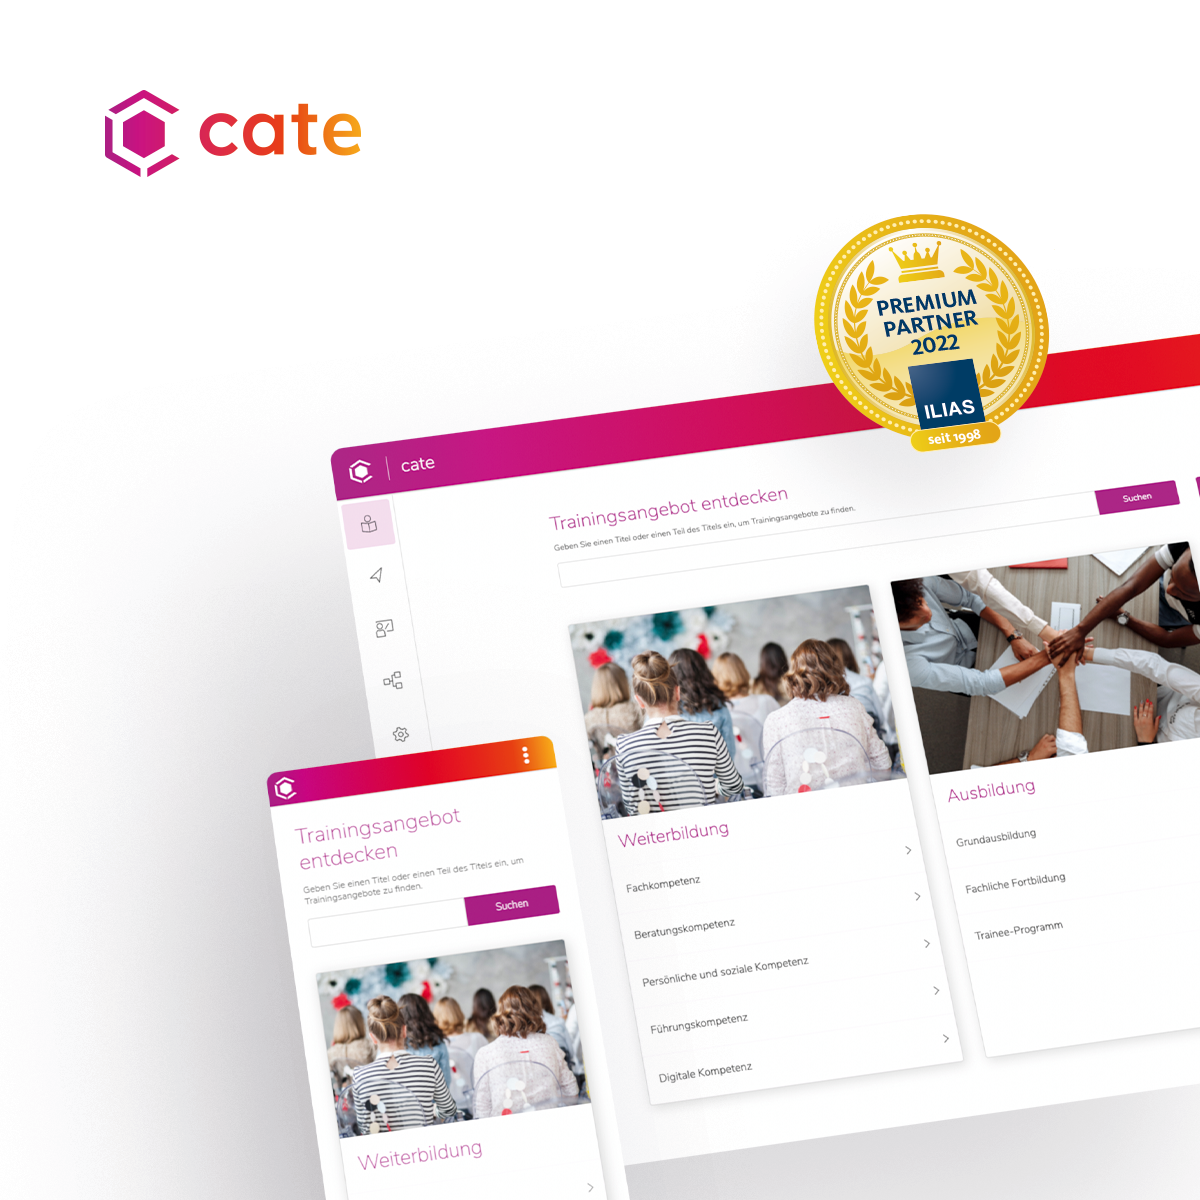 cate
PREMIUM
PARTNER
2022
ILIAS
seit 1998
cate
Trainingsangebot entdecken
Geben Sie einen Titel oder einen Teil des Titels ein, um Trainingsangebote zu finden.
Suchen
Weiterbildung
Fachkompetenz
Beratungskompetenz
Persönliche und soziale Kompetenz
Führungskompetenz
Digitale Kompetenz
Ausbildung
Grundausbildung
Fachliche Fortbildung
Trainee-Programm
Trainingsangebot
entdecken
Geben Sie einen Titel oder einen Teil des Titels ein, um
Trainingsangebote zu finden.
Suchen
Weiterbildung